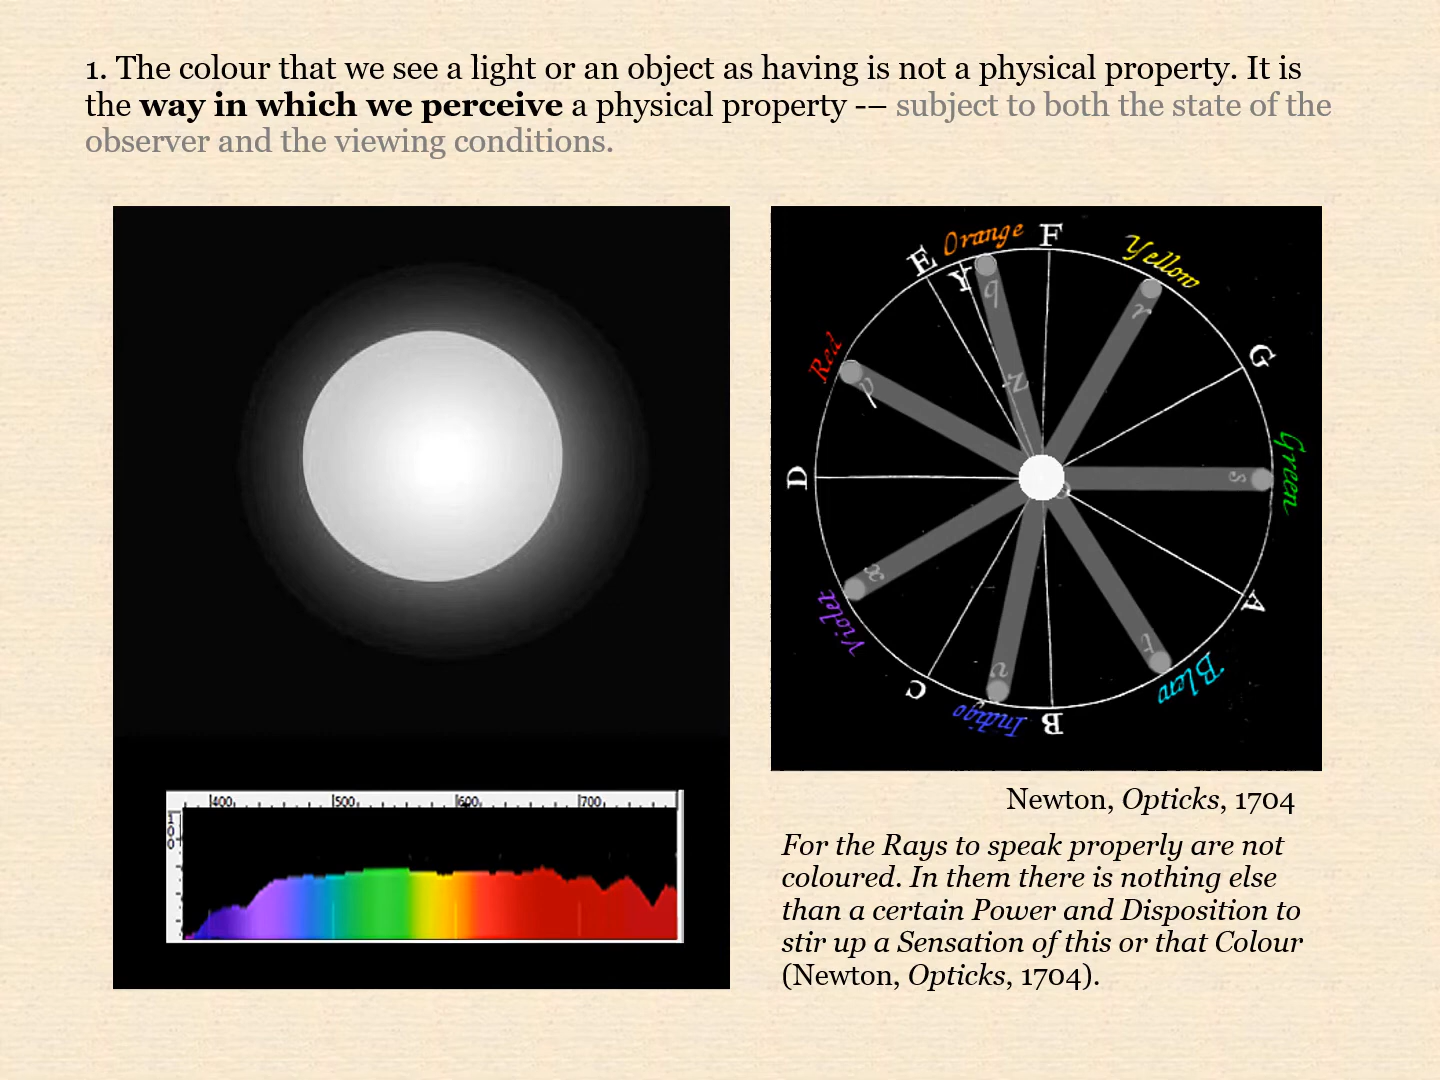 1. The colour that we see a light or an object as having is not a physical property. It is
the way in which we perceive a physical property -– subject to both the state of the
observer and the viewing conditions.
Orange F
E
Y
q
Yellow
r
G
Red
p
Z
Green
s
D
O
A
x
Violet
t
Blew
v
C
Indigo
B
400 500 600 700
100
Newton, Opticks, 1704
For the Rays to speak properly are not
coloured. In them there is nothing else
than a certain Power and Disposition to
stir up a Sensation of this or that Colour
(Newton, Opticks, 1704).